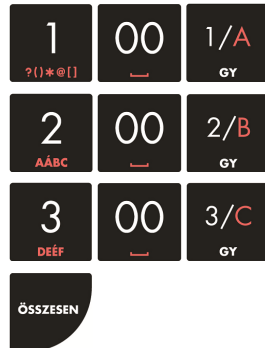 1 00 1/A
?()*@[] GY
2 00 2/B
AÁBC GY
3 00 3/C
DEÉF GY
ÖSSZESEN